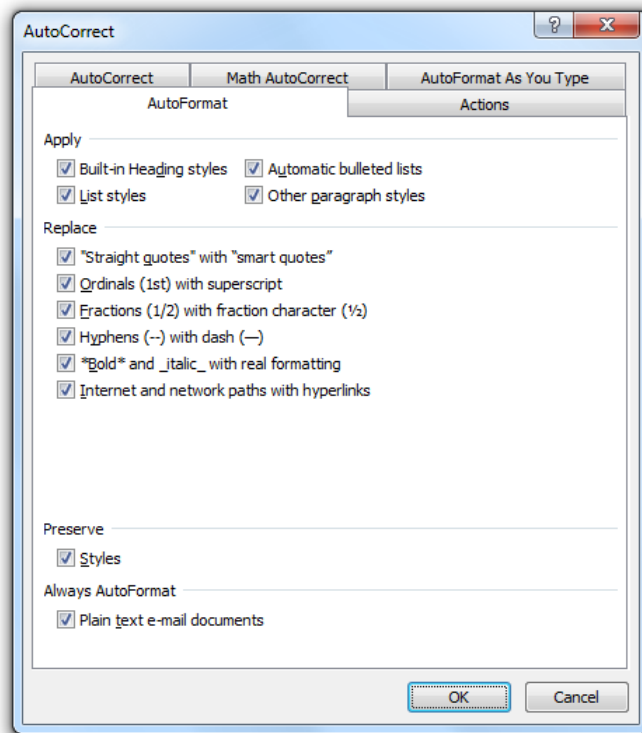 AutoCorrect
?
AutoCorrect Math AutoCorrect AutoFormat As You Type
AutoFormat Actions
Apply
Built-in Heading styles Automatic bulleted lists
List styles Other paragraph styles
Replace
"Straight quotes" with “smart quotes”
Ordinals (1st) with superscript
Fractions (1/2) with fraction character (½)
Hyphens (--) with dash (—)
*Bold* and _italic_ with real formatting
Internet and network paths with hyperlinks
Preserve
Styles
Always AutoFormat
Plain text e-mail documents
OK Cancel